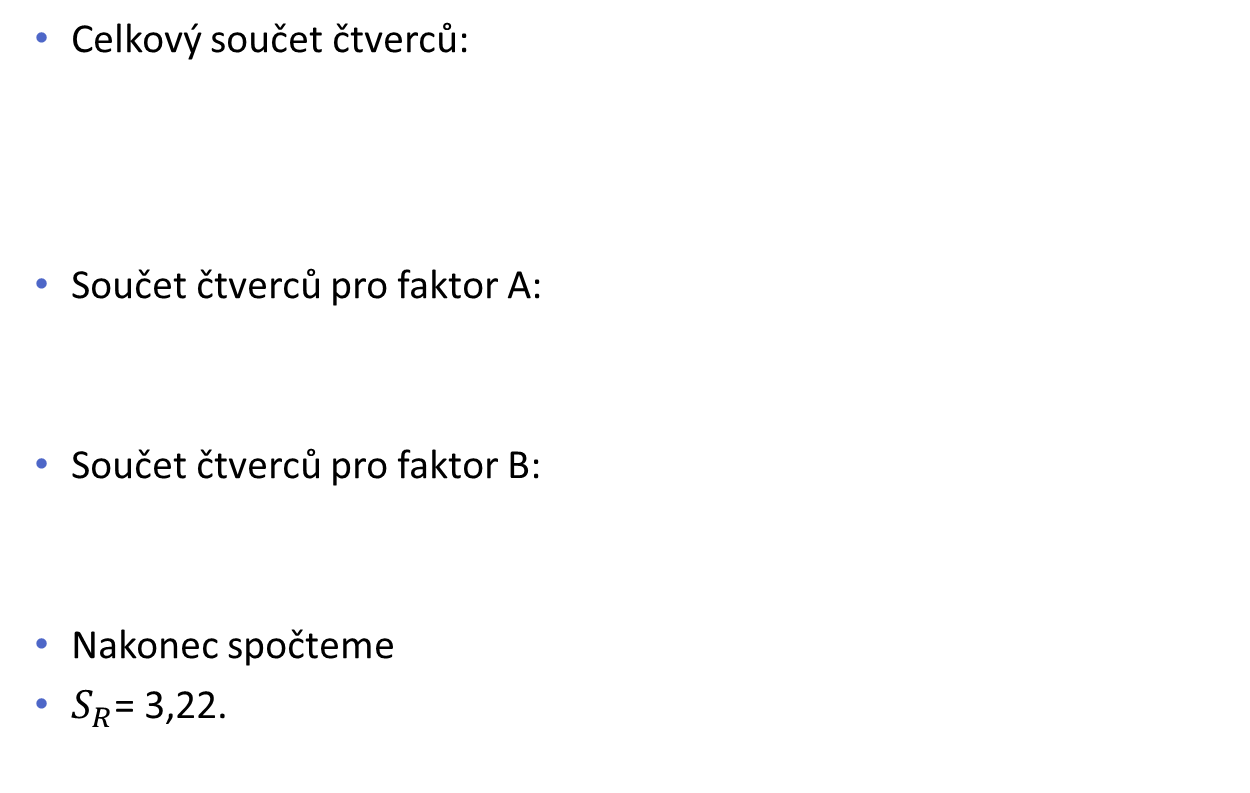 • Celkový součet čtverců:
• Součet čtverců pro faktor A:
• Součet čtverců pro faktor B:
• Nakonec spočteme
• S_R= 3,22.